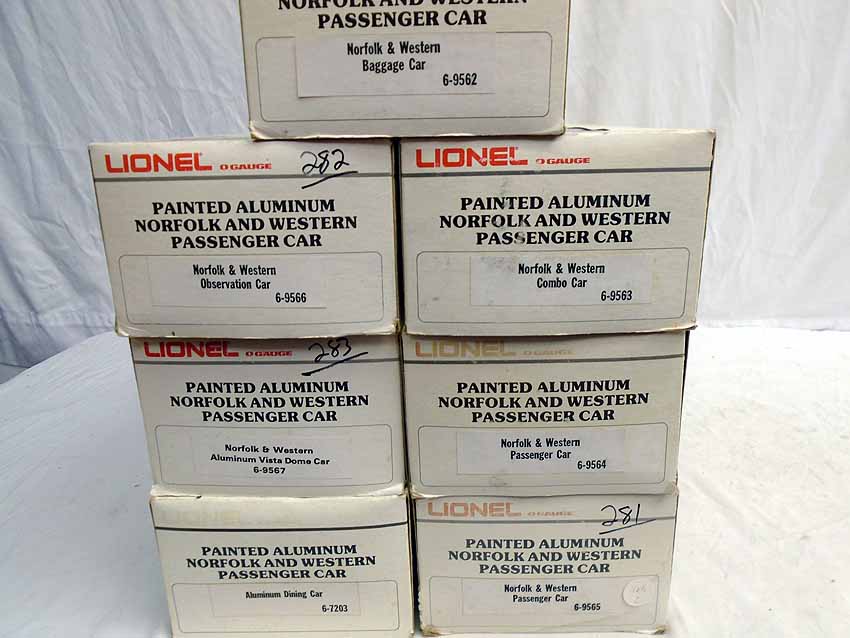 NORFOLK AND WESTERN
PASSENGER CAR
Norfolk & Western
Baggage Car
6-9562
LIONEL O GAUGE 282
PAINTED ALUMINUM
NORFOLK AND WESTERN
PASSENGER CAR
Norfolk & Western
Observation Car
6-9566
LIONEL O GAUGE
PAINTED ALUMINUM
NORFOLK AND WESTERN
PASSENGER CAR
Norfolk & Western
Combo Car
6-9563
LIONEL O GAUGE 283
PAINTED ALUMINUM
NORFOLK AND WESTERN
PASSENGER CAR
Norfolk & Western
Aluminum Vista Dome Car
6-9567
LIONEL O GAUGE
PAINTED ALUMINUM
NORFOLK AND WESTERN
PASSENGER CAR
Norfolk & Western
Passenger Car
6-9564
LIONEL
PAINTED ALUMINUM
NORFOLK AND WESTERN
PASSENGER CAR
Aluminum Dining Car
6-7203
LIONEL O GAUGE 281
PAINTED ALUMINUM
NORFOLK AND WESTERN
PASSENGER CAR
Norfolk & Western
Passenger Car
6-9565